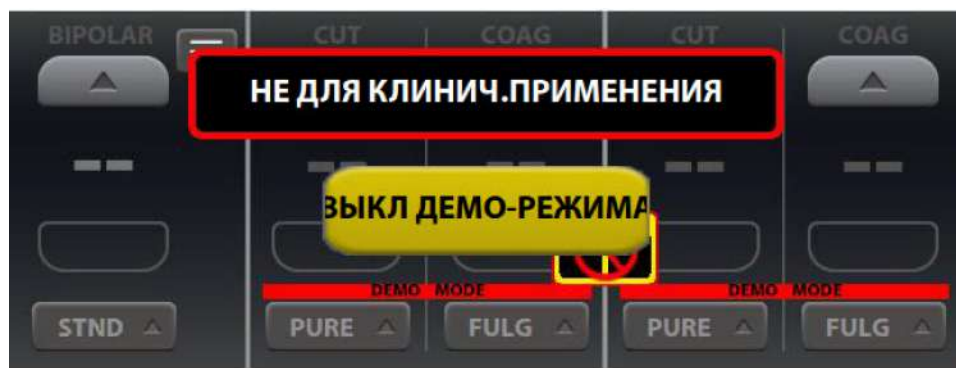 BIPOLAR CUT COAG CUT COAG
НЕ ДЛЯ КЛИНИЧ.ПРИМЕНЕНИЯ
-- -- -- -- --
ВЫКЛ ДЕМО-РЕЖИМА
DEMO MODE DEMO MODE
STND PURE FULG PURE FULG